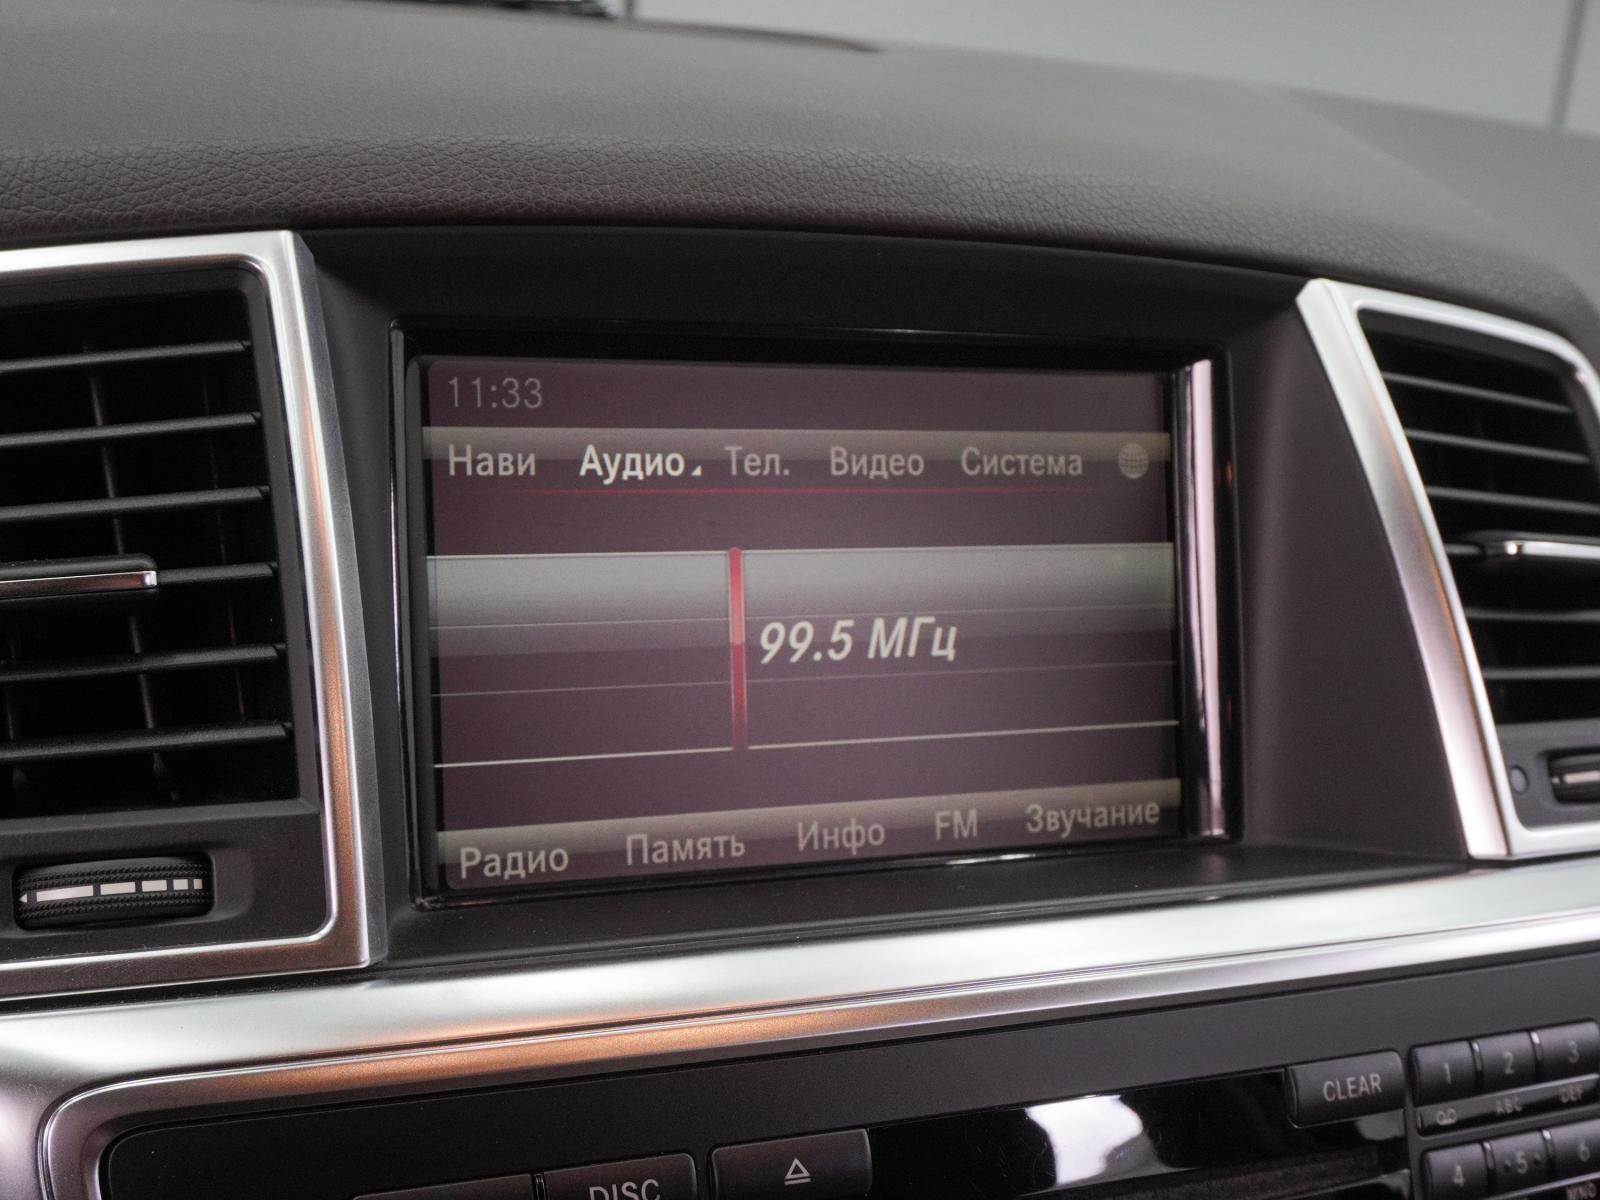 11:33
Нави Аудио Тел. Видео Система
99.5 МГц
Радио Память Инфо FM Звучание
CLEAR 1 2 3
ABC DEF
4 5 6
DISC